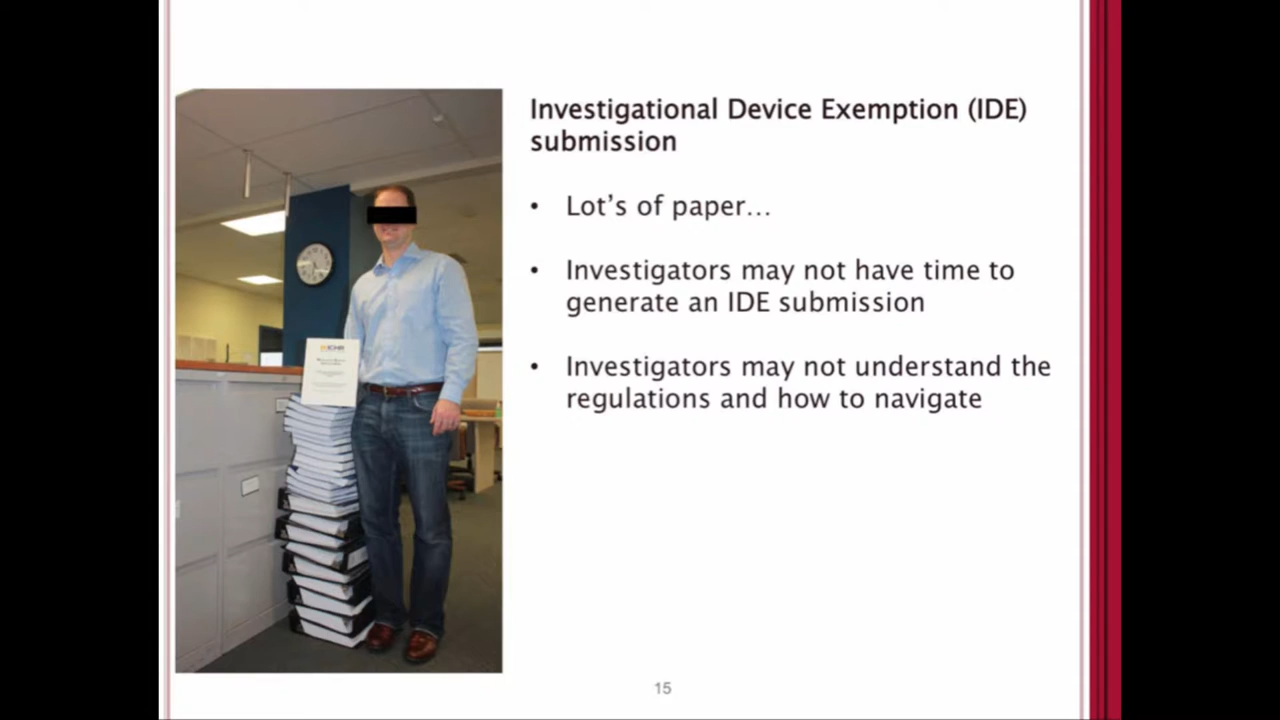 Investigational Device Exemption (IDE)
submission
• Lot's of paper...
• Investigators may not have time to
generate an IDE submission
• Investigators may not understand the
regulations and how to navigate
15